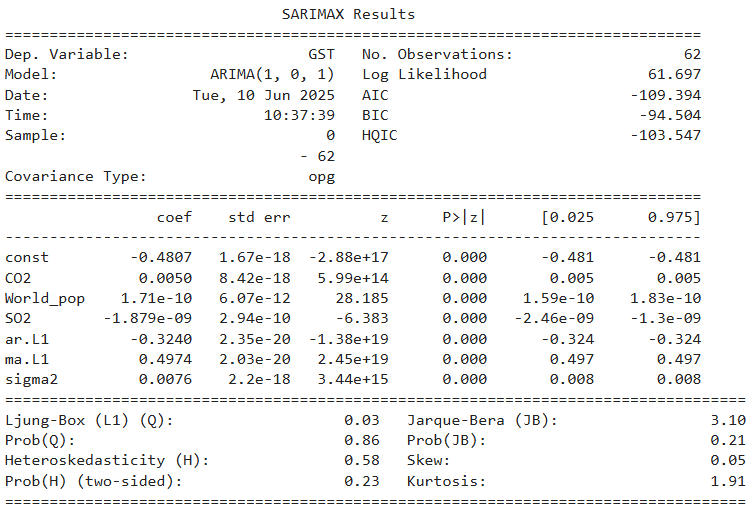 SARIMAX Results
==============================================================================
Dep. Variable:                    GST   No. Observations:                   62
Model:                 ARIMA(1, 0, 1)   Log Likelihood                  61.697
Date:                Tue, 10 Jun 2025   AIC                           -109.394
Time:                        10:37:39   BIC                            -94.504
Sample:                             0   HQIC                          -103.547
- 62
Covariance Type:                  opg
==============================================================================
coef    std err          z      P>|z|      [0.025      0.975]
------------------------------------------------------------------------------
const         -0.4807   1.67e-18  -2.88e+17      0.000      -0.481      -0.481
CO2            0.0050   8.42e-18   5.99e+14      0.000       0.005       0.005
World_pop    1.71e-10   6.07e-12     28.185      0.000    1.59e-10    1.83e-10
SO2        -1.879e-09   2.94e-10     -6.383      0.000   -2.46e-09    -1.3e-09
ar.L1         -0.3240   2.35e-20  -1.38e+19      0.000      -0.324      -0.324
ma.L1          0.4974   2.03e-20   2.45e+19      0.000       0.497       0.497
sigma2         0.0076    2.2e-18   3.44e+15      0.000       0.008       0.008
===================================================================================
Ljung-Box (L1) (Q):                   0.03   Jarque-Bera (JB):                 3.10
Prob(Q):                              0.86   Prob(JB):                         0.21
Heteroskedasticity (H):               0.58   Skew:                             0.05
Prob(H) (two-sided):                  0.23   Kurtosis:                         1.91
===================================================================================